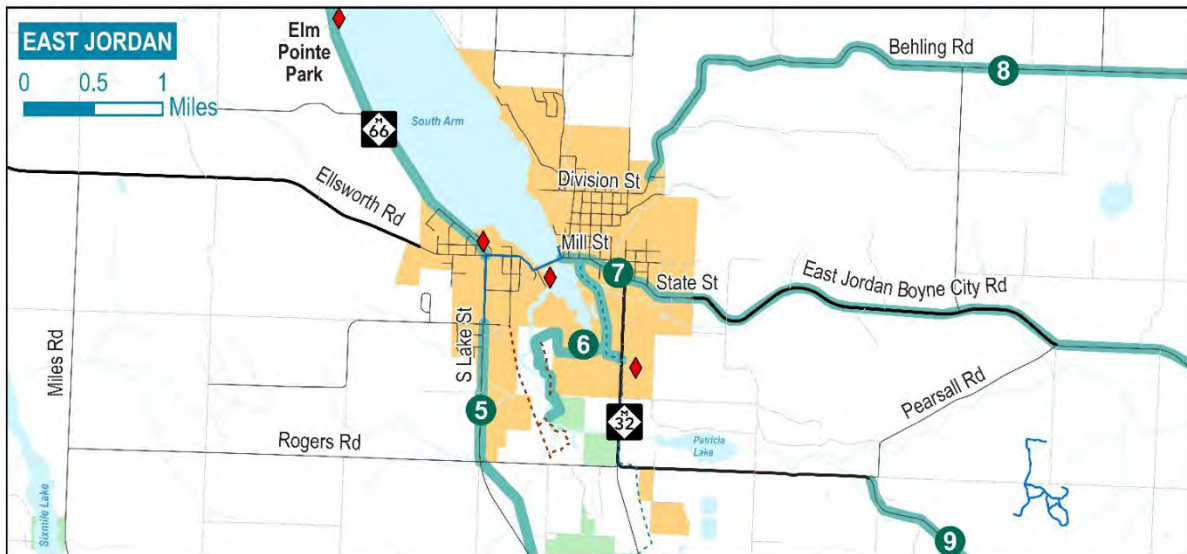 EAST JORDAN
0 0.5 1
Miles
Elm
Pointe
Park
M
66
South Arm
Behling Rd
8
Ellsworth Rd
Division St
Mill St
7
State St
East Jordan Boyne City Rd
Miles Rd
S Lake St
6
5
M
32
Pearsall Rd
Rogers Rd
Patricia
Lake
Sixmile Lake
9